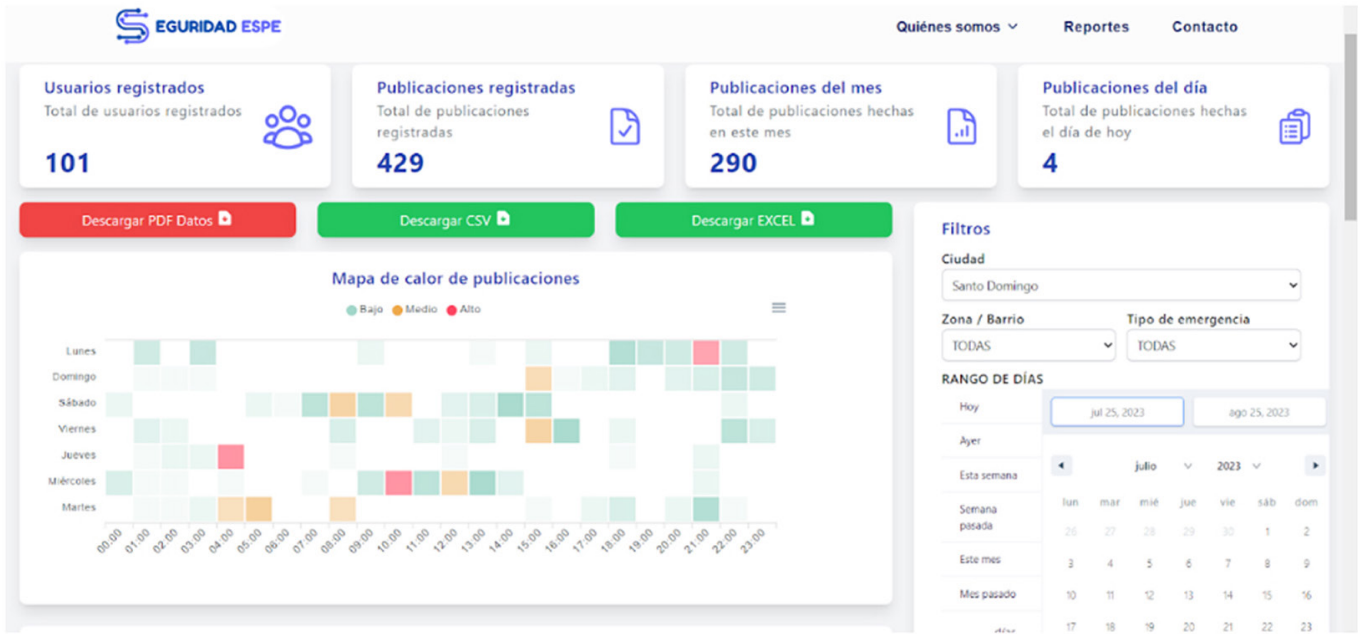 SEGURIDAD ESPE
Quiénes somos
Reportes
Contacto
Usuarios registrados
Total de usuarios registrados
101
Publicaciones registradas
Total de publicaciones
registradas
429
Publicaciones del mes
Total de publicaciones hechas
en este mes
290
Publicaciones del día
Total de publicaciones hechas
el día de hoy
4
Descargar PDF Datos
Descargar CSV
Descargar EXCEL
Mapa de calor de publicaciones
Bajo Medio Alto
Lunes
Domingo
Sábado
Viernes
Jueves
Miércoles
Martes
00:00 01:00 02:00 03:00 04:00 05:00 06:00 07:00 08:00 09:00 10:00 11:00 12:00 13:00 14:00 15:00 16:00 17:00 18:00 19:00 20:00 21:00 22:00 23:00
Filtros
Ciudad
Santo Domingo
Zona / Barrio
TODAS
Tipo de emergencia
TODAS
RANGO DE DÍAS
Hoy
Ayer
Esta semana
Semana
pasada
Este mes
Mes pasado
jul 25, 2023
ago 25, 2023
julio 2023
lun mar mié jue vie sáb dom
26 27 28 29 30 1 2
3 4 5 6 7 8 9
10 11 12 13 14 15 16
17 18 19 20 21 22 23